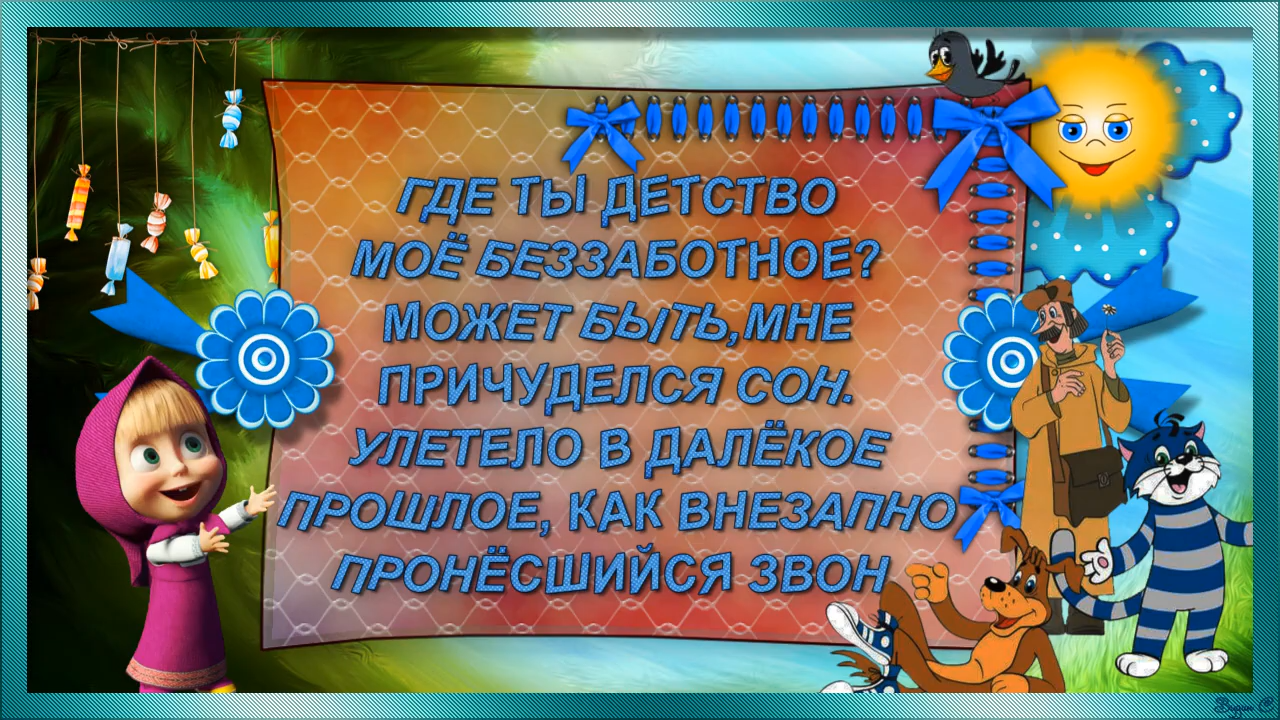 ГДЕ ТЫ ДЕТСТВО
МОЁ БЕЗЗАБОТНОЕ?
МОЖЕТ БЫТЬ,МНЕ
ПРИЧУДЕЛСЯ СОН.
УЛЕТЕЛО В ДАЛЁКОЕ
ПРОШЛОЕ, КАК ВНЕЗАПНО
ПРОНЁСШИЙСЯ ЗВОН